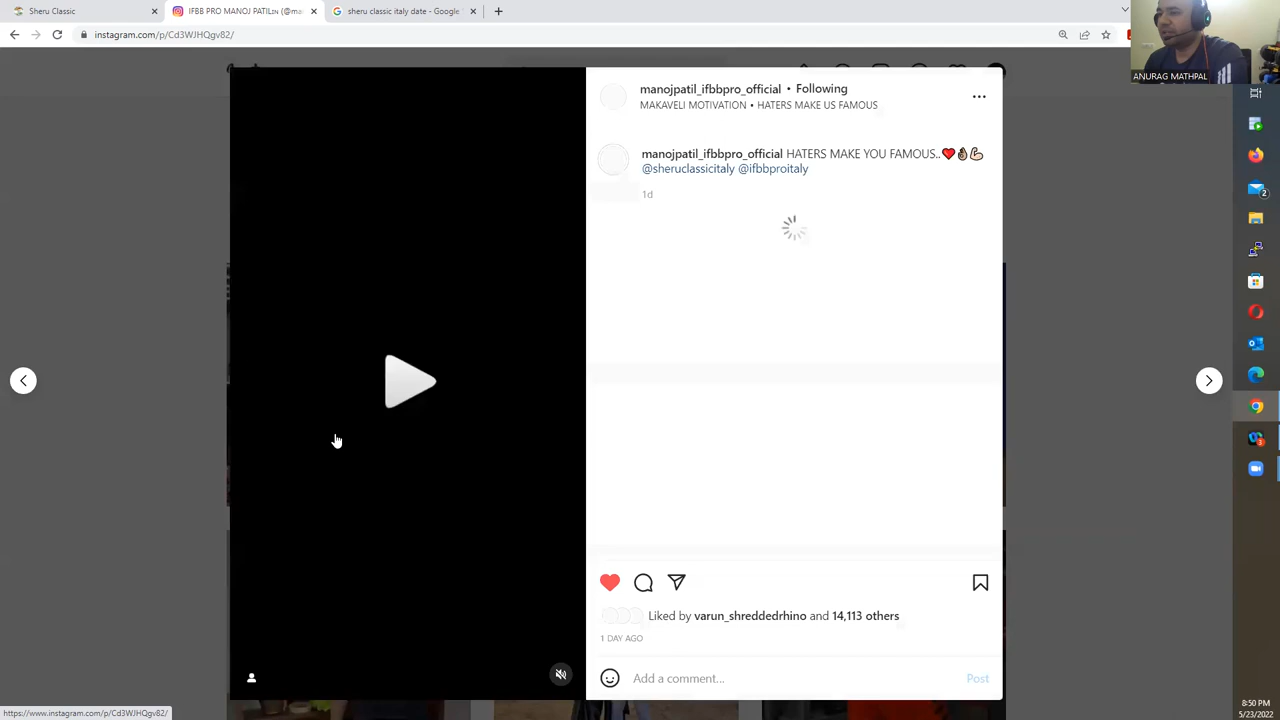 Sheru Classic
IFBB PRO MANOJ PATIL🇮🇳 (@ma
sheru classic italy date - Google
instagram.com/p/Cd3WJHQgv82/
ANURAG MATHPAL
manojpatil_ifbbpro_official • Following
MAKAVELI MOTIVATION • HATERS MAKE US FAMOUS
manojpatil_ifbbpro_official HATERS MAKE YOU FAMOUS..❤️👌🏿💪🏻
@sheruclassicitaly @ifbbproitaly
1d
Liked by varun_shreddedrhino and 14,113 others
1 DAY AGO
Add a comment...
Post
https://www.instagram.com/p/Cd3WJHQgv82/
2
3
8:50 PM
5/23/2022